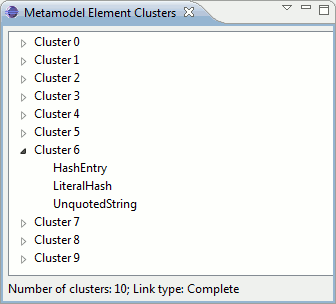 Metamodel Element Clusters
Cluster 0
Cluster 1
Cluster 2
Cluster 3
Cluster 4
Cluster 5
Cluster 6
HashEntry
LiteralHash
UnquotedString
Cluster 7
Cluster 8
Cluster 9
Number of clusters: 10; Link type: Complete